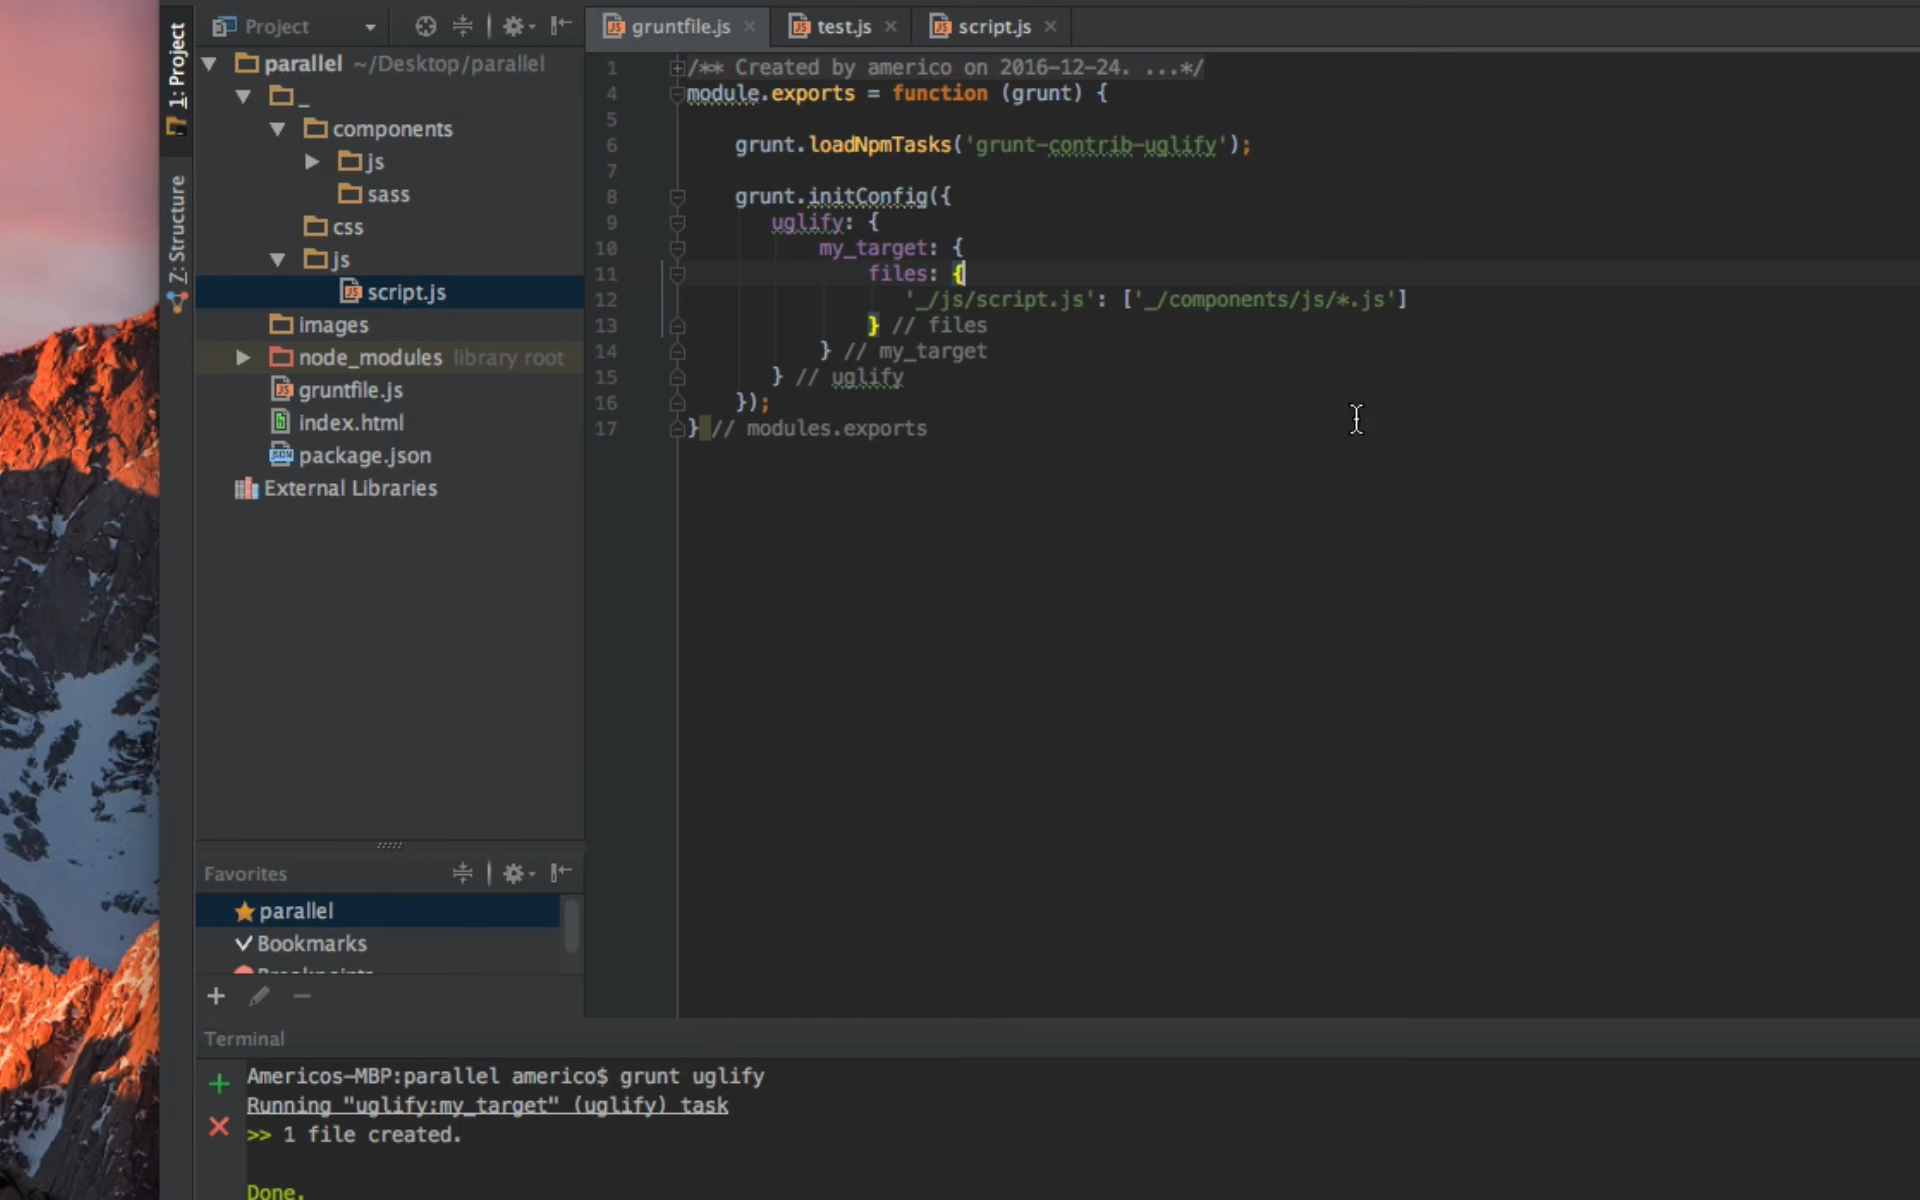 1: Project
Z: Structure
Project
parallel ~/Desktop/parallel
_
components
js
sass
css
js
script.js
images
node_modules library root
gruntfile.js
index.html
package.json
External Libraries
Favorites
parallel
Bookmarks
Breakpoints
gruntfile.js test.js script.js
1 /** Created by americo on 2016-12-24. ...*/
4 module.exports = function (grunt) {
5
6 grunt.loadNpmTasks('grunt-contrib-uglify');
7
8 grunt.initConfig({
9 uglify: {
10 my_target: {
11 files: {
12 '_/js/script.js': ['_/components/js/*.js']
13 } // files
14 } // my_target
15 } // uglify
16 });
17 } // modules.exports
Terminal
Americos-MBP:parallel americo$ grunt uglify
Running "uglify:my_target" (uglify) task
>> 1 file created.
Done.